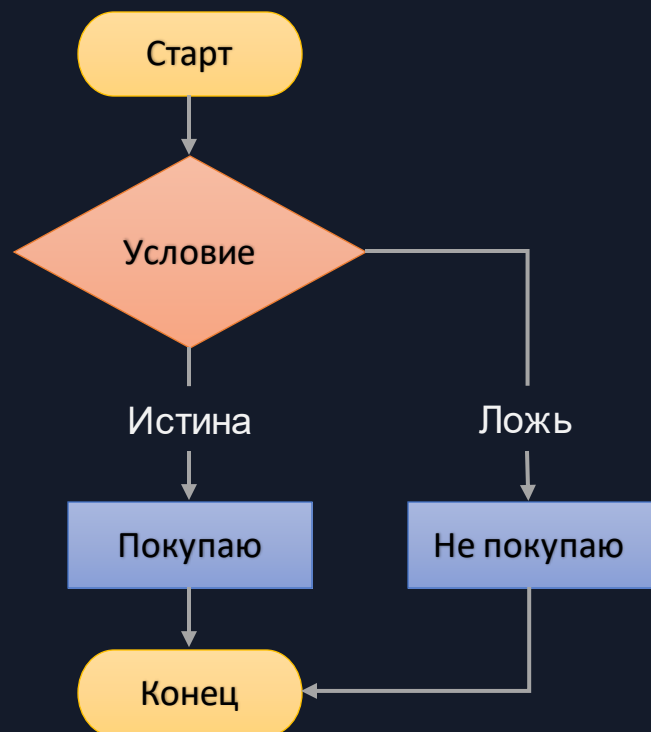 Старт
Условие
Истина
Ложь
Покупаю
Не покупаю
Конец